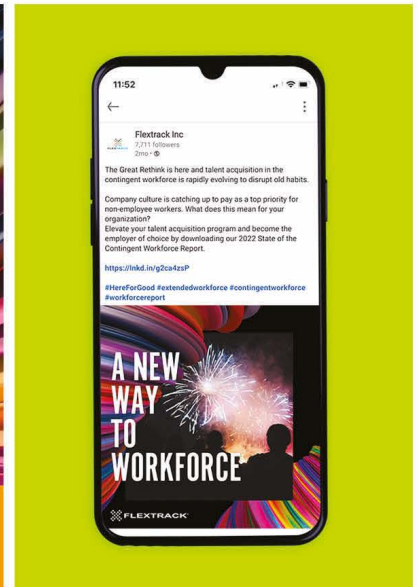 11:52
Flextrack Inc
7,711 followers
2mo •
The Great Rethink is here and talent acquisition in the
contingent workforce is rapidly evolving to disrupt old habits.
Company culture is catching up to pay as a top priority for
non-employee workers. What does this mean for your
organization?
Elevate your talent acquisition program and become the
employer of choice by downloading our 2022 State of the
Contingent Workforce Report.
https://lnkd.in/g2ca4zsP
#HereForGood #extendedworkforce #contingentworkforce
#workforcereport
A NEW
WAY
TO
WORKFORCE
FLEXTRACK